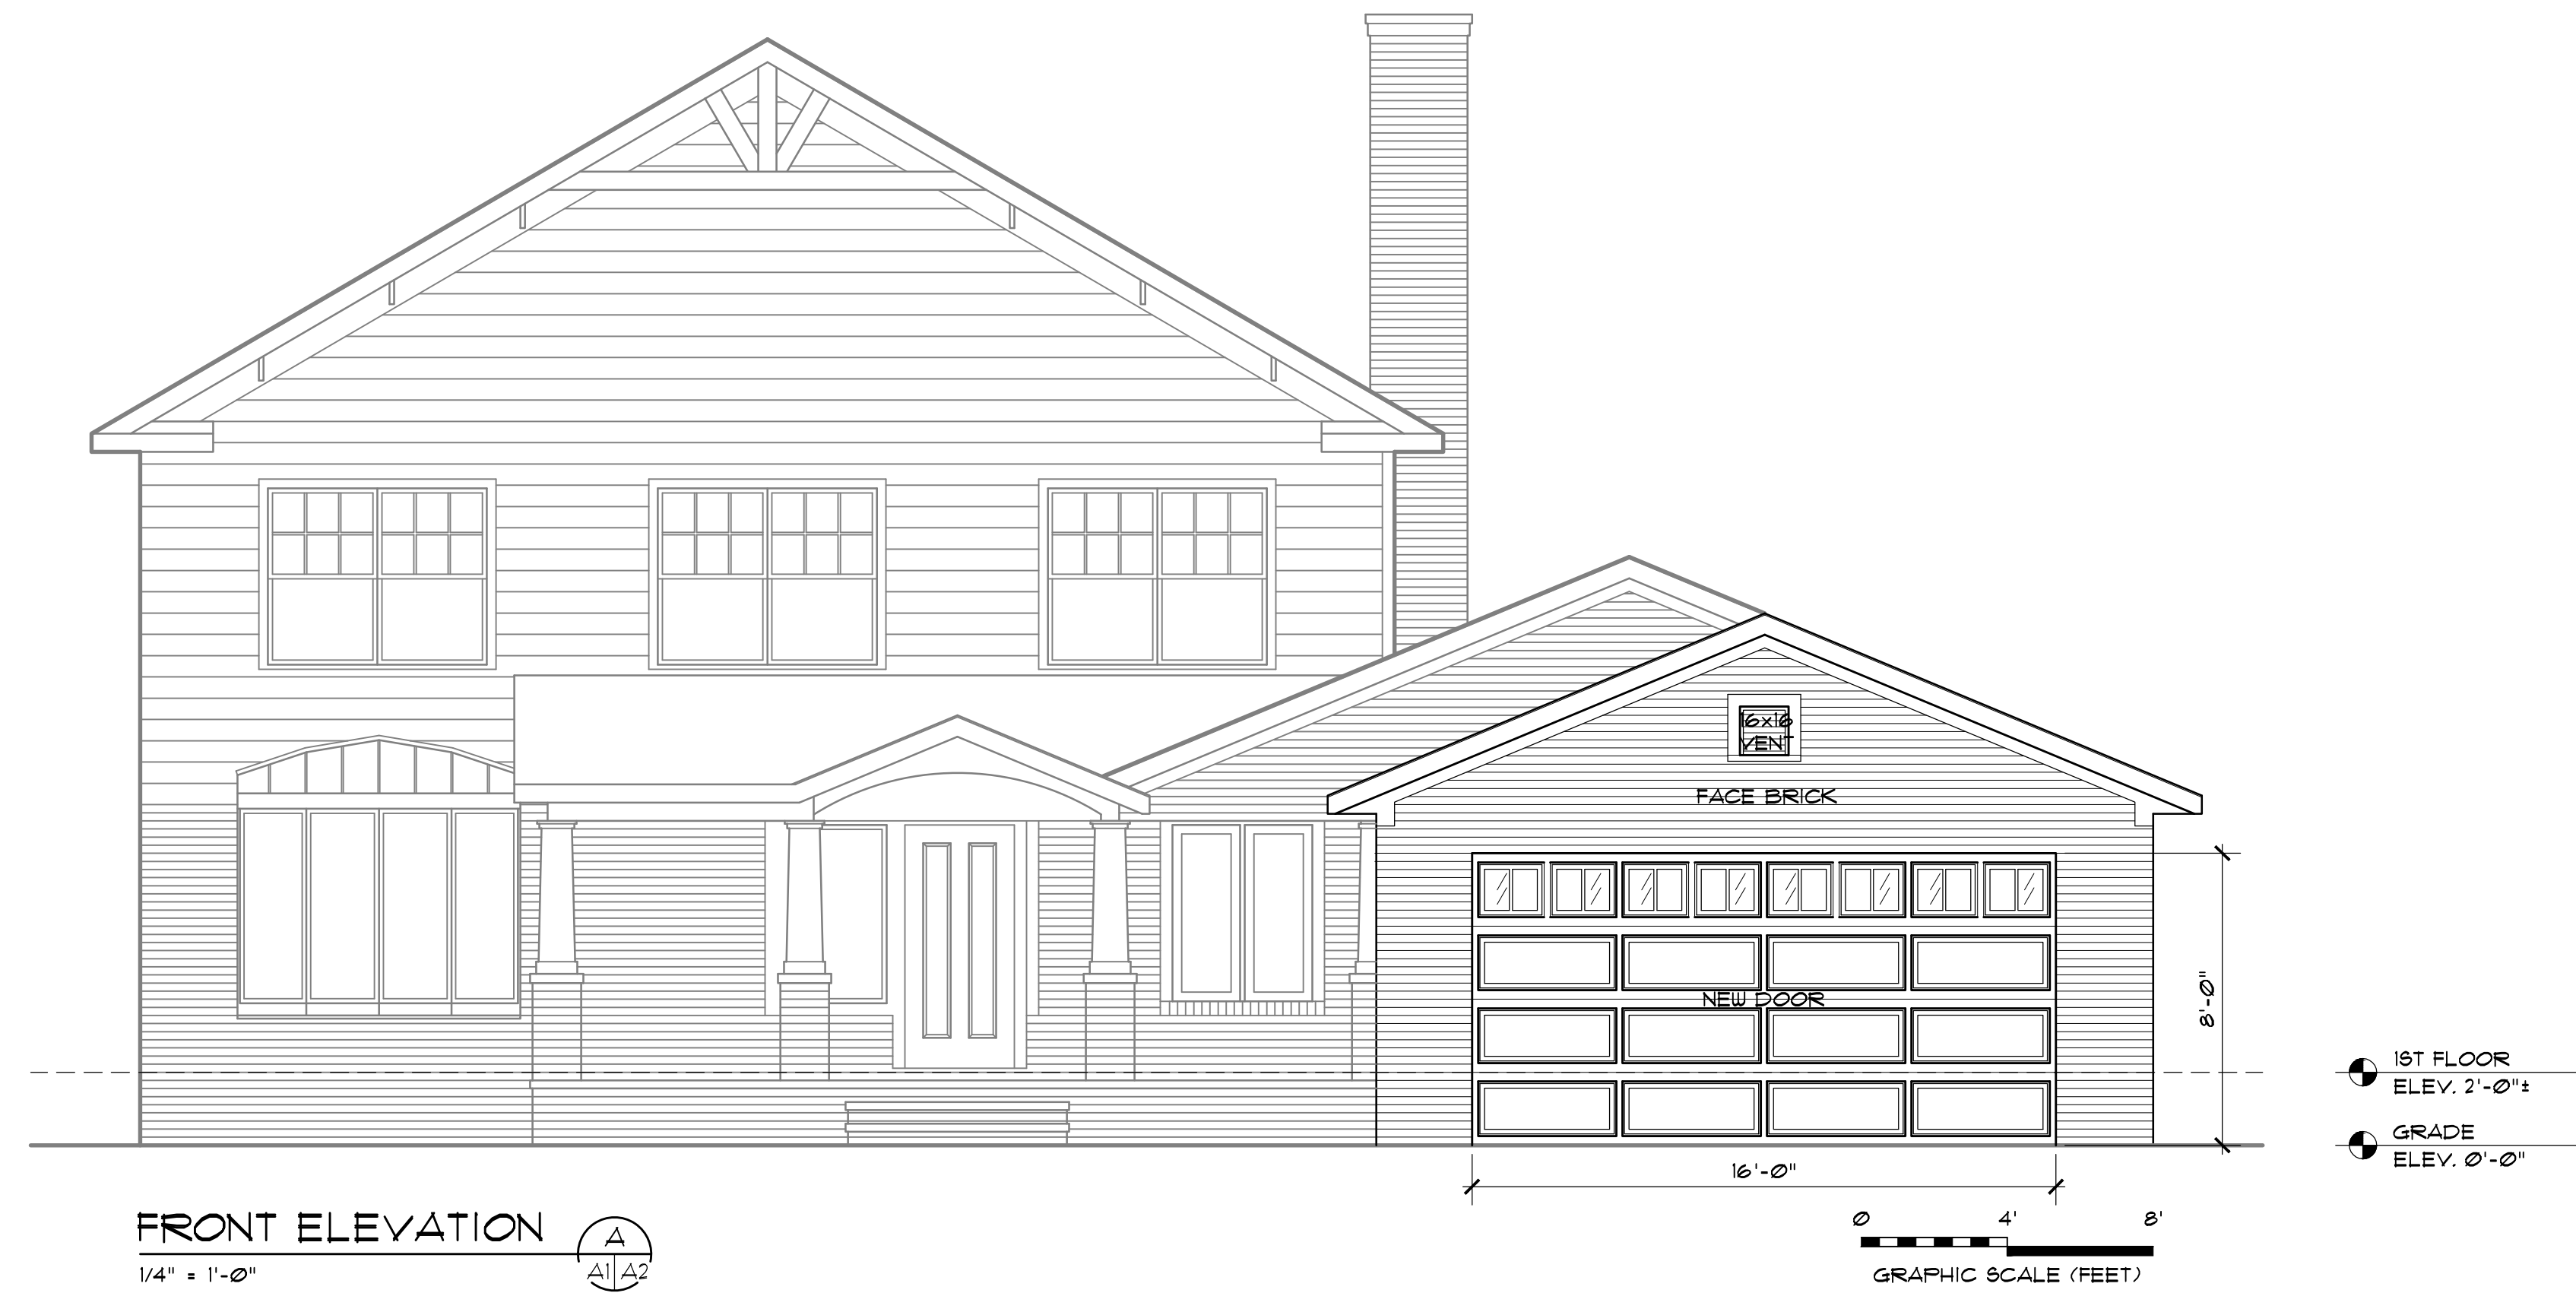 16x16
VENT
FACE BRICK
NEW DOOR
8'-0"
1ST FLOOR
ELEV. 2'-0"±
GRADE
ELEV. 0'-0"
16'-0"
FRONT ELEVATION
1/4" = 1'-0"
A
A1 A2
0 4' 8'
GRAPHIC SCALE (FEET)